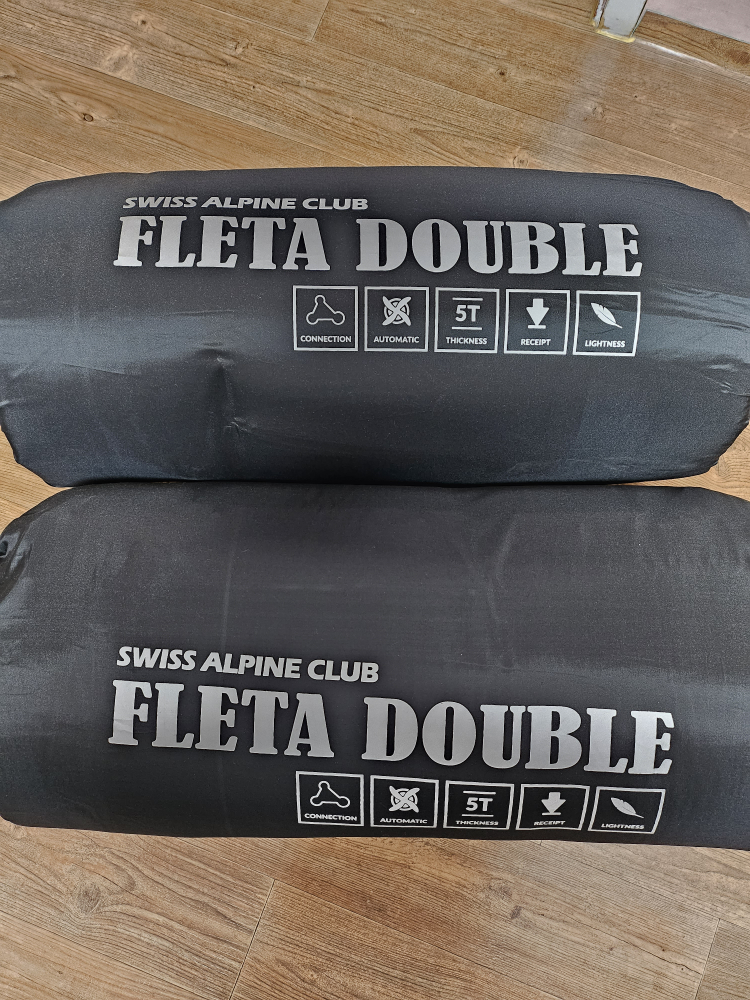 SWISS ALPINE CLUB
FLETA DOUBLE
5T
CONNECTION AUTOMATIC THICKNESS RECEIPT LIGHTNESS
SWISS ALPINE CLUB
FLETA DOUBLE
5T
CONNECTION AUTOMATIC THICKNESS RECEIPT LIGHTNESS